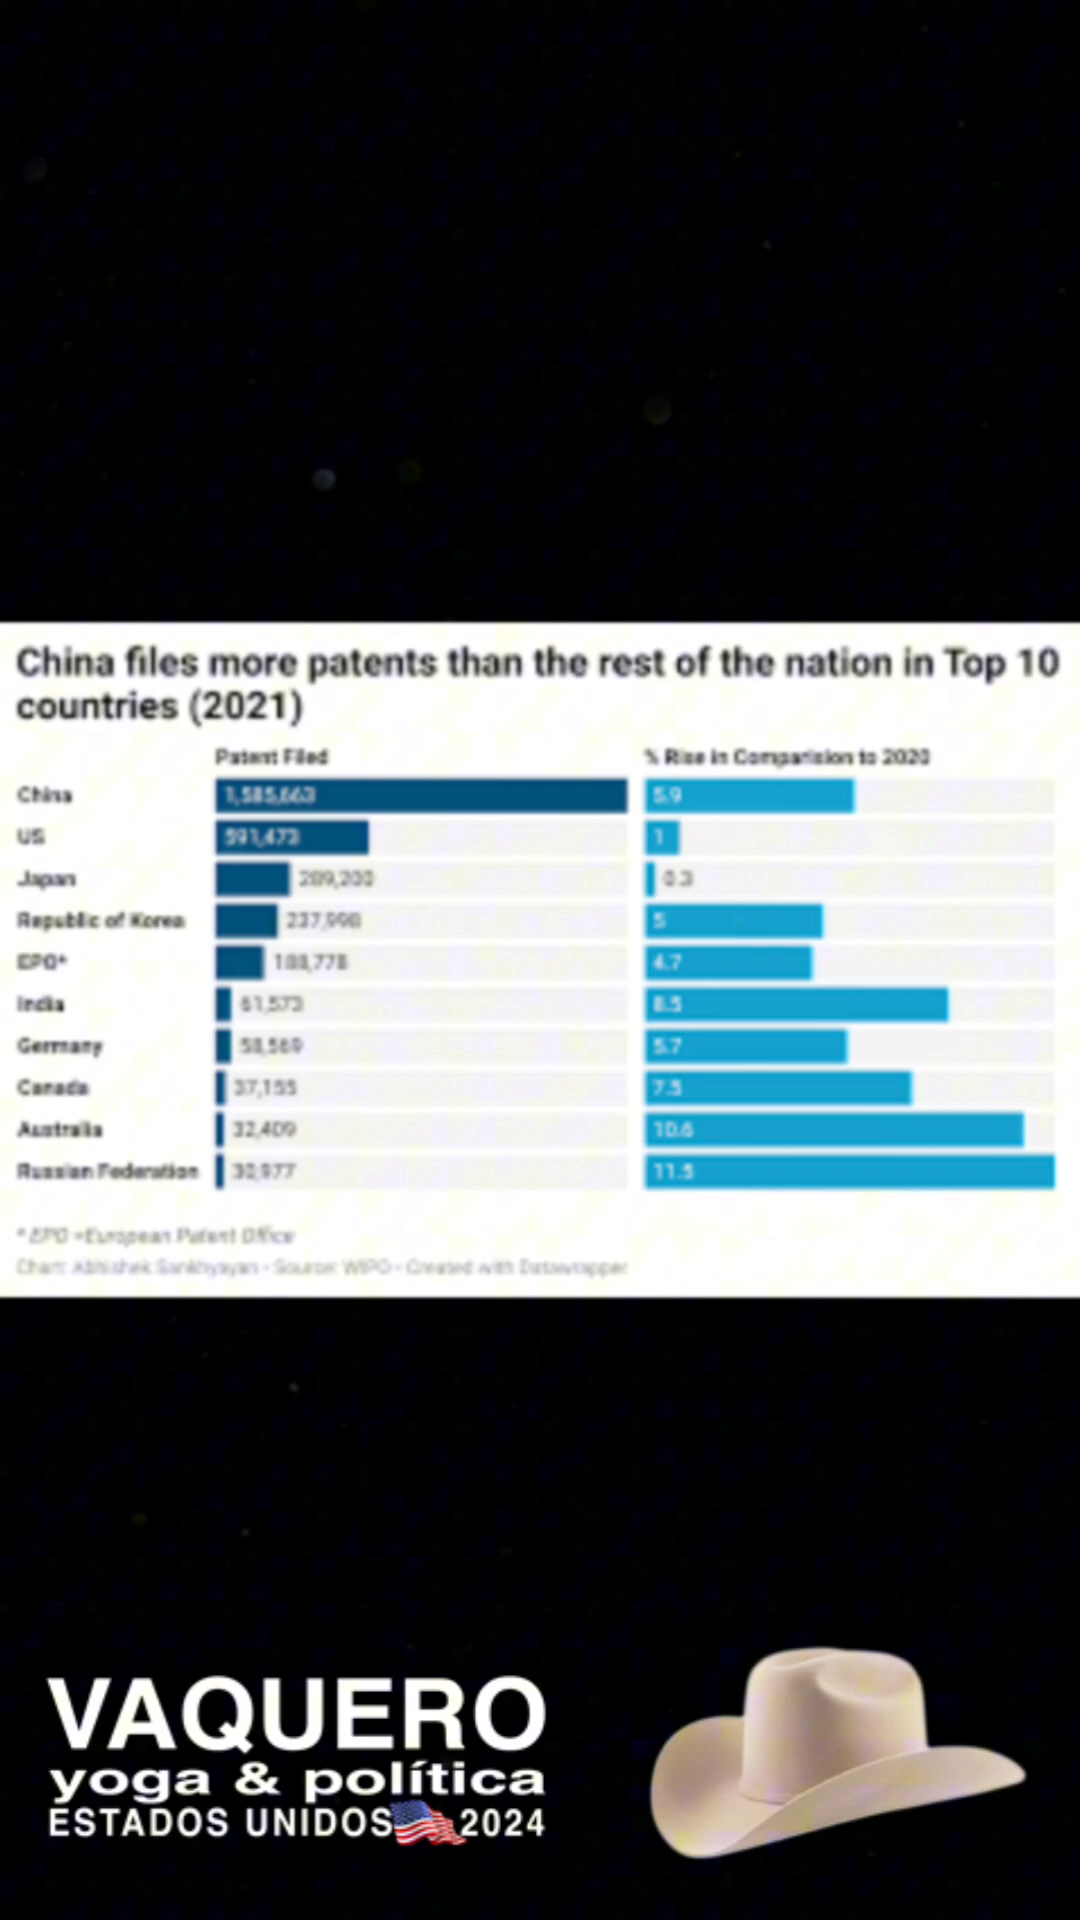 China files more patents than the rest of the nation in Top 10
countries (2021)
Patent Filed % Rise in Comparision to 2020
China 1,585,663 5.9
US 591,473 1
Japan 289,200 0.3
Republic of Korea 237,998 5
EPO* 188,778 4.7
India 61,573 8.5
Germany 58,569 5.7
Canada 37,155 7.5
Australia 32,409 10.6
Russian Federation 30,977 11.5
* EPO =European Patent Office
Chart: Abhishek Sankhyayan • Source: WIPO • Created with Datawrapper
VAQUERO
yoga & política
ESTADOS UNIDOS 2024